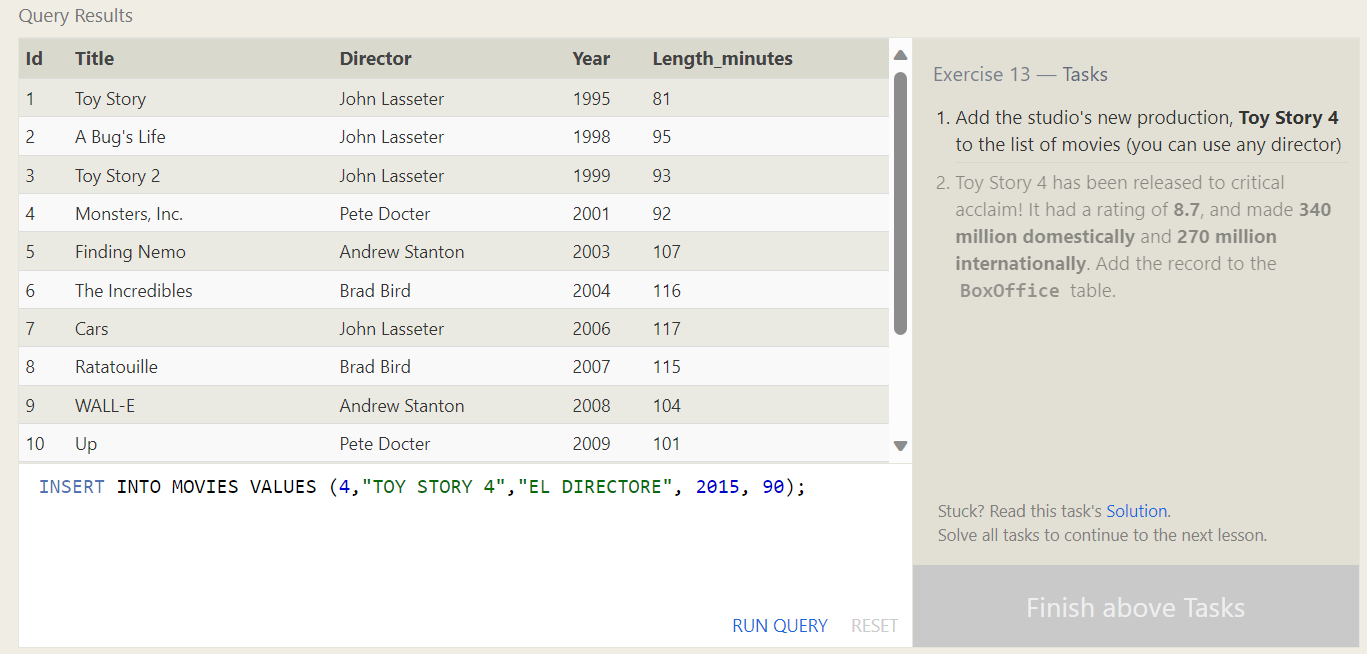 Query Results
Id Title Director Year Length_minutes
1 Toy Story John Lasseter 1995 81
2 A Bug's Life John Lasseter 1998 95
3 Toy Story 2 John Lasseter 1999 93
4 Monsters, Inc. Pete Docter 2001 92
5 Finding Nemo Andrew Stanton 2003 107
6 The Incredibles Brad Bird 2004 116
7 Cars John Lasseter 2006 117
8 Ratatouille Brad Bird 2007 115
9 WALL-E Andrew Stanton 2008 104
10 Up Pete Docter 2009 101
INSERT INTO MOVIES VALUES (4,"TOY STORY 4","EL DIRECTORE", 2015, 90);
RUN QUERY RESET
Exercise 13 — Tasks
1. Add the studio's new production, Toy Story 4
to the list of movies (you can use any director)
2. Toy Story 4 has been released to critical
acclaim! It had a rating of 8.7, and made 340
million domestically and 270 million
internationally. Add the record to the
BoxOffice table.
Stuck? Read this task's Solution.
Solve all tasks to continue to the next lesson.
Finish above Tasks